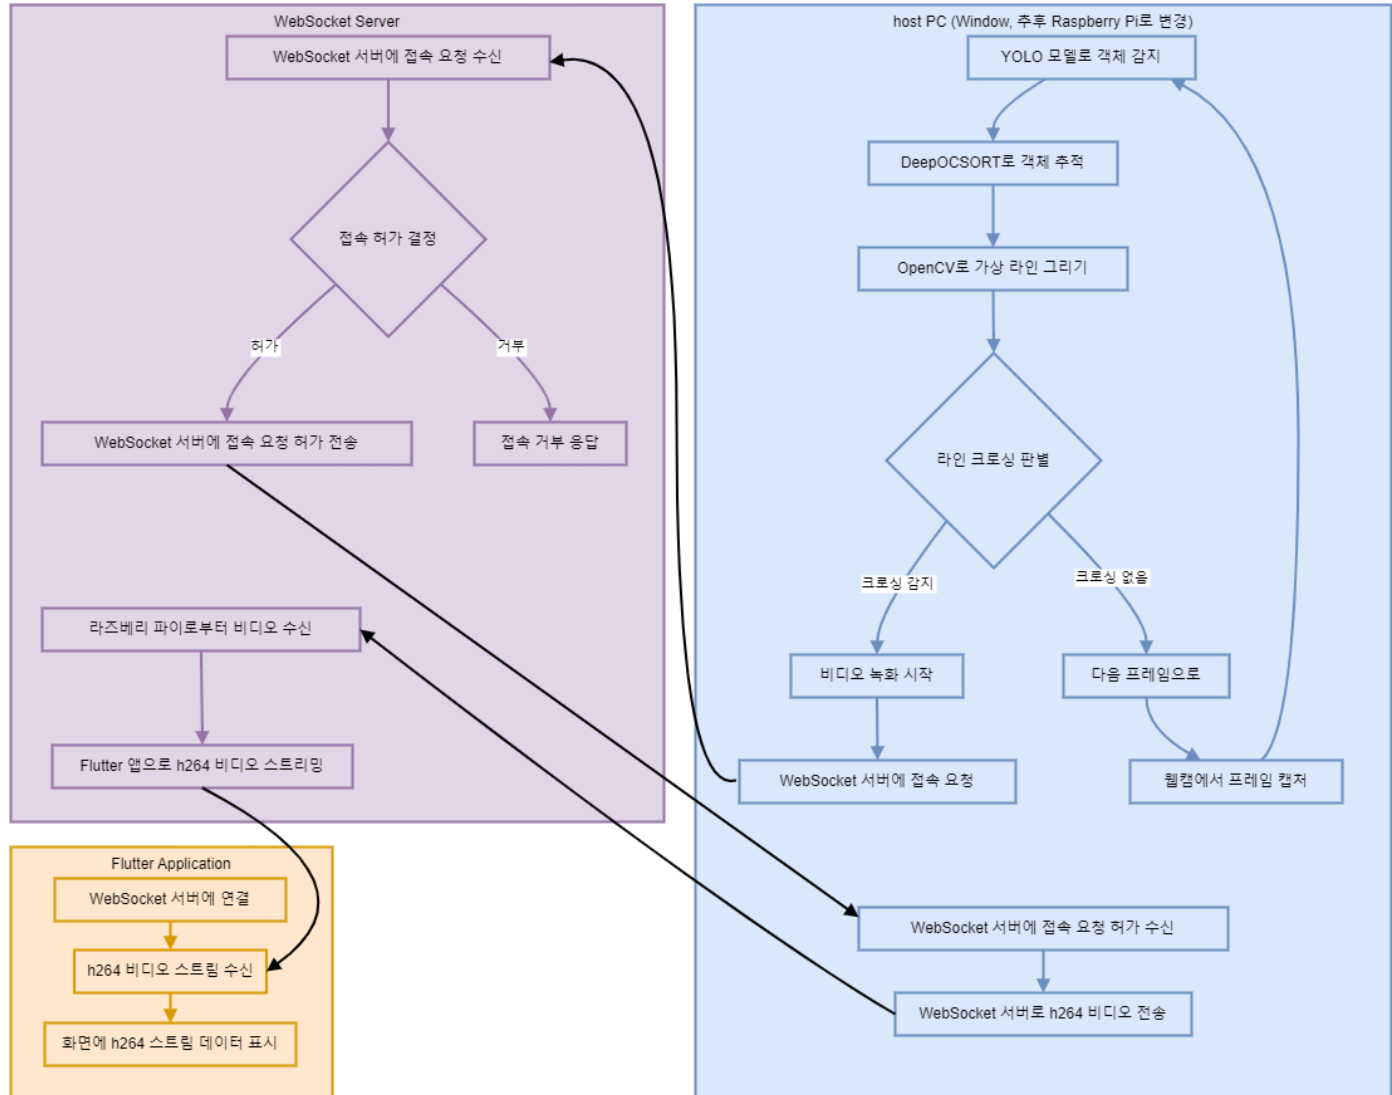 WebSocket Server
WebSocket 서버에 접속 요청 수신
접속 허가 결정
허가
거부
WebSocket 서버에 접속 요청 허가 전송
접속 거부 응답
라즈베리 파이로부터 비디오 수신
Flutter 앱으로 h264 비디오 스트리밍
Flutter Application
WebSocket 서버에 연결
h264 비디오 스트림 수신
화면에 h264 스트림 데이터 표시
host PC (Window, 추후 Raspberry Pi로 변경)
YOLO 모델로 객체 감지
DeepOCSORT로 객체 추적
OpenCV로 가상 라인 그리기
라인 크로싱 판별
크로싱 감지
크로싱 없음
비디오 녹화 시작
다음 프레임으로
WebSocket 서버에 접속 요청
웹캠에서 프레임 캡처
WebSocket 서버에 접속 요청 허가 수신
WebSocket 서버로 h264 비디오 전송